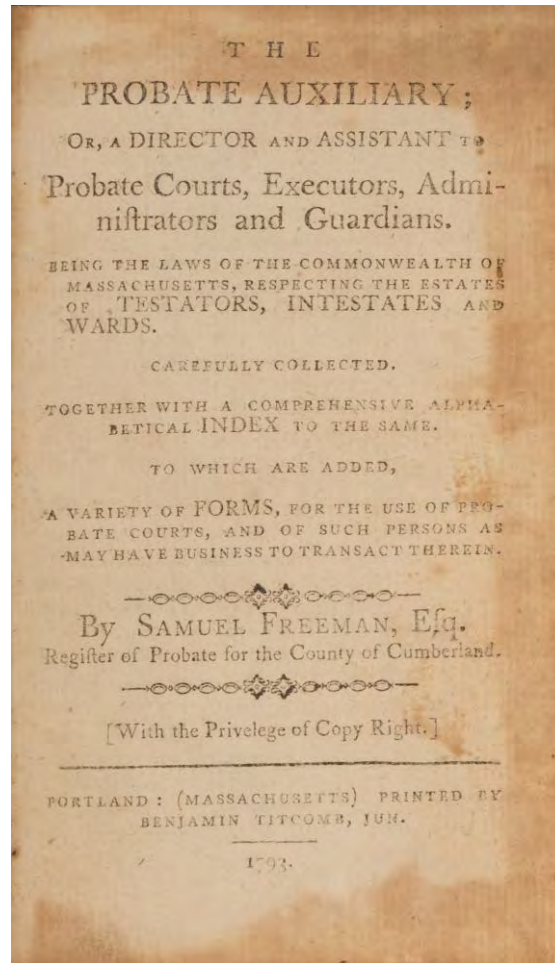 THE
PROBATE AUXILIARY;
OR, A DIRECTOR AND ASSISTANT TO
Probate Courts, Executors, Admi-
niſtrators and Guardians.
BEING THE LAWS OF THE COMMONWEALTH OF
MASSACHUSETTS, RESPECTING THE ESTATES
OF TESTATORS, INTESTATES AND
WARDS.
CAREFULLY COLLECTED.
TOGETHER WITH A COMPREHENSIVE ALPHA-
BETICAL INDEX TO THE SAME.
TO WHICH ARE ADDED,
A VARIETY OF FORMS, FOR THE USE OF PRO-
BATE COURTS, AND OF SUCH PERSONS AS
MAY HAVE BUSINESS TO TRANSACT THEREIN.
By SAMUEL FREEMAN, Eſq.
Regiſter of Probate for the County of Cumberland.
[With the Privelege of Copy Right.]
PORTLAND: (MASSACHUSETTS) PRINTED BY
BENJAMIN TITCOMB, JUN.
1793.